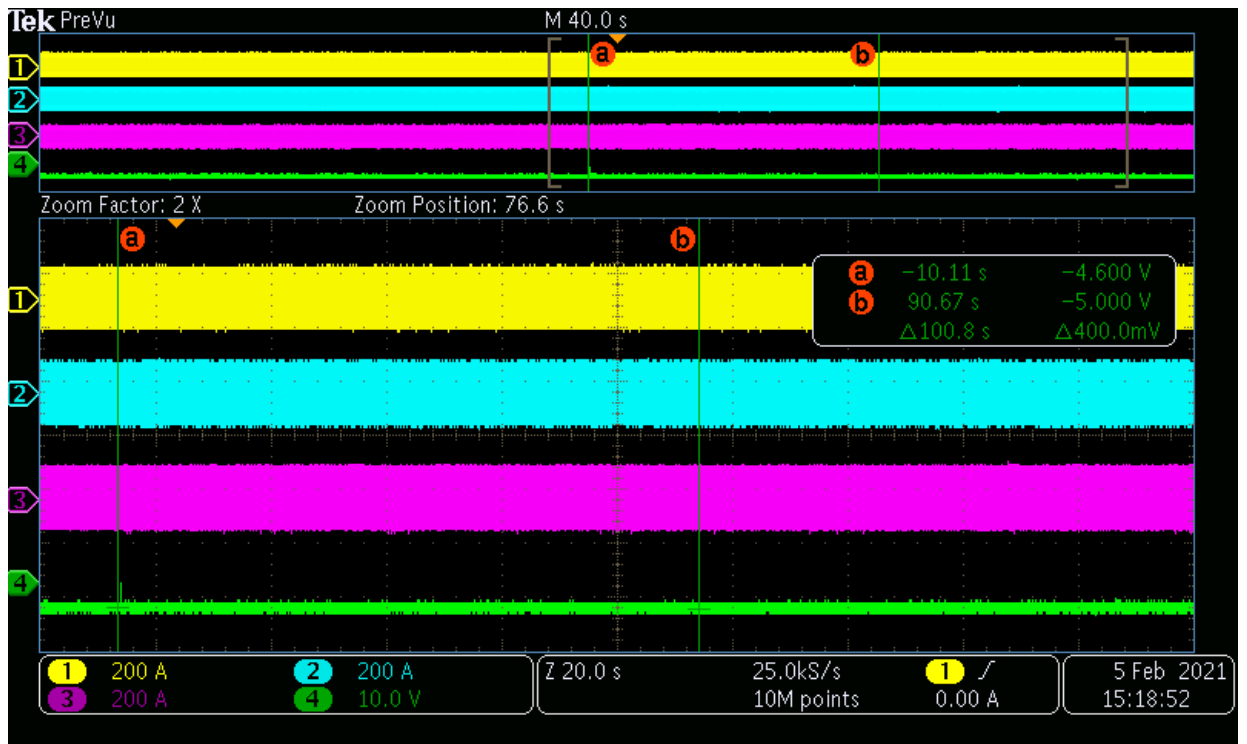 Tek PreVu M 40.0 s
1 a b
2
3
4
Zoom Factor: 2 X Zoom Position: 76.6 s
a b
a −10.11 s −4.600 V
1 b 90.67 s −5.000 V
Δ100.8 s Δ400.0mV
2
3
4
1 200 A 2 200 A Z 20.0 s 25.0kS/s 1 5 Feb 2021
3 200 A 4 10.0 V 10M points 0.00 A 15:18:52